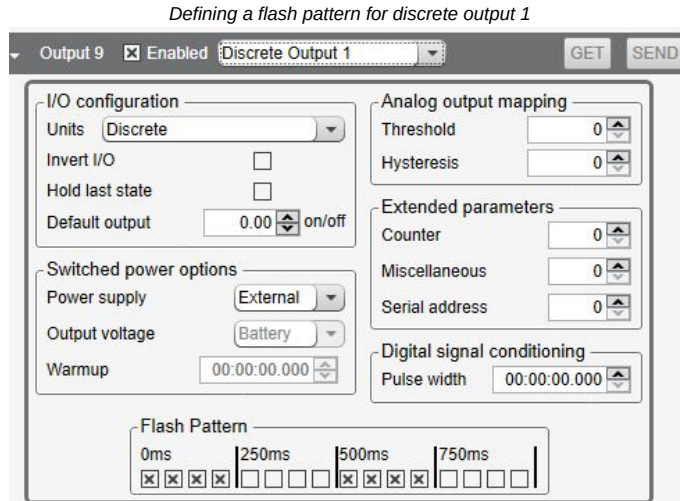 Defining a flash pattern for discrete output 1
Output 9 Enabled Discrete Output 1 GET SEND
I/O configuration
Units Discrete
Invert I/O
Hold last state
Default output 0.00 on/off
Analog output mapping
Threshold 0
Hysteresis 0
Switched power options
Power supply External
Output voltage Battery
Warmup 00:00:00.000
Extended parameters
Counter 0
Miscellaneous 0
Serial address 0
Digital signal conditioning
Pulse width 00:00:00.000
Flash Pattern
0ms 250ms 500ms 750ms